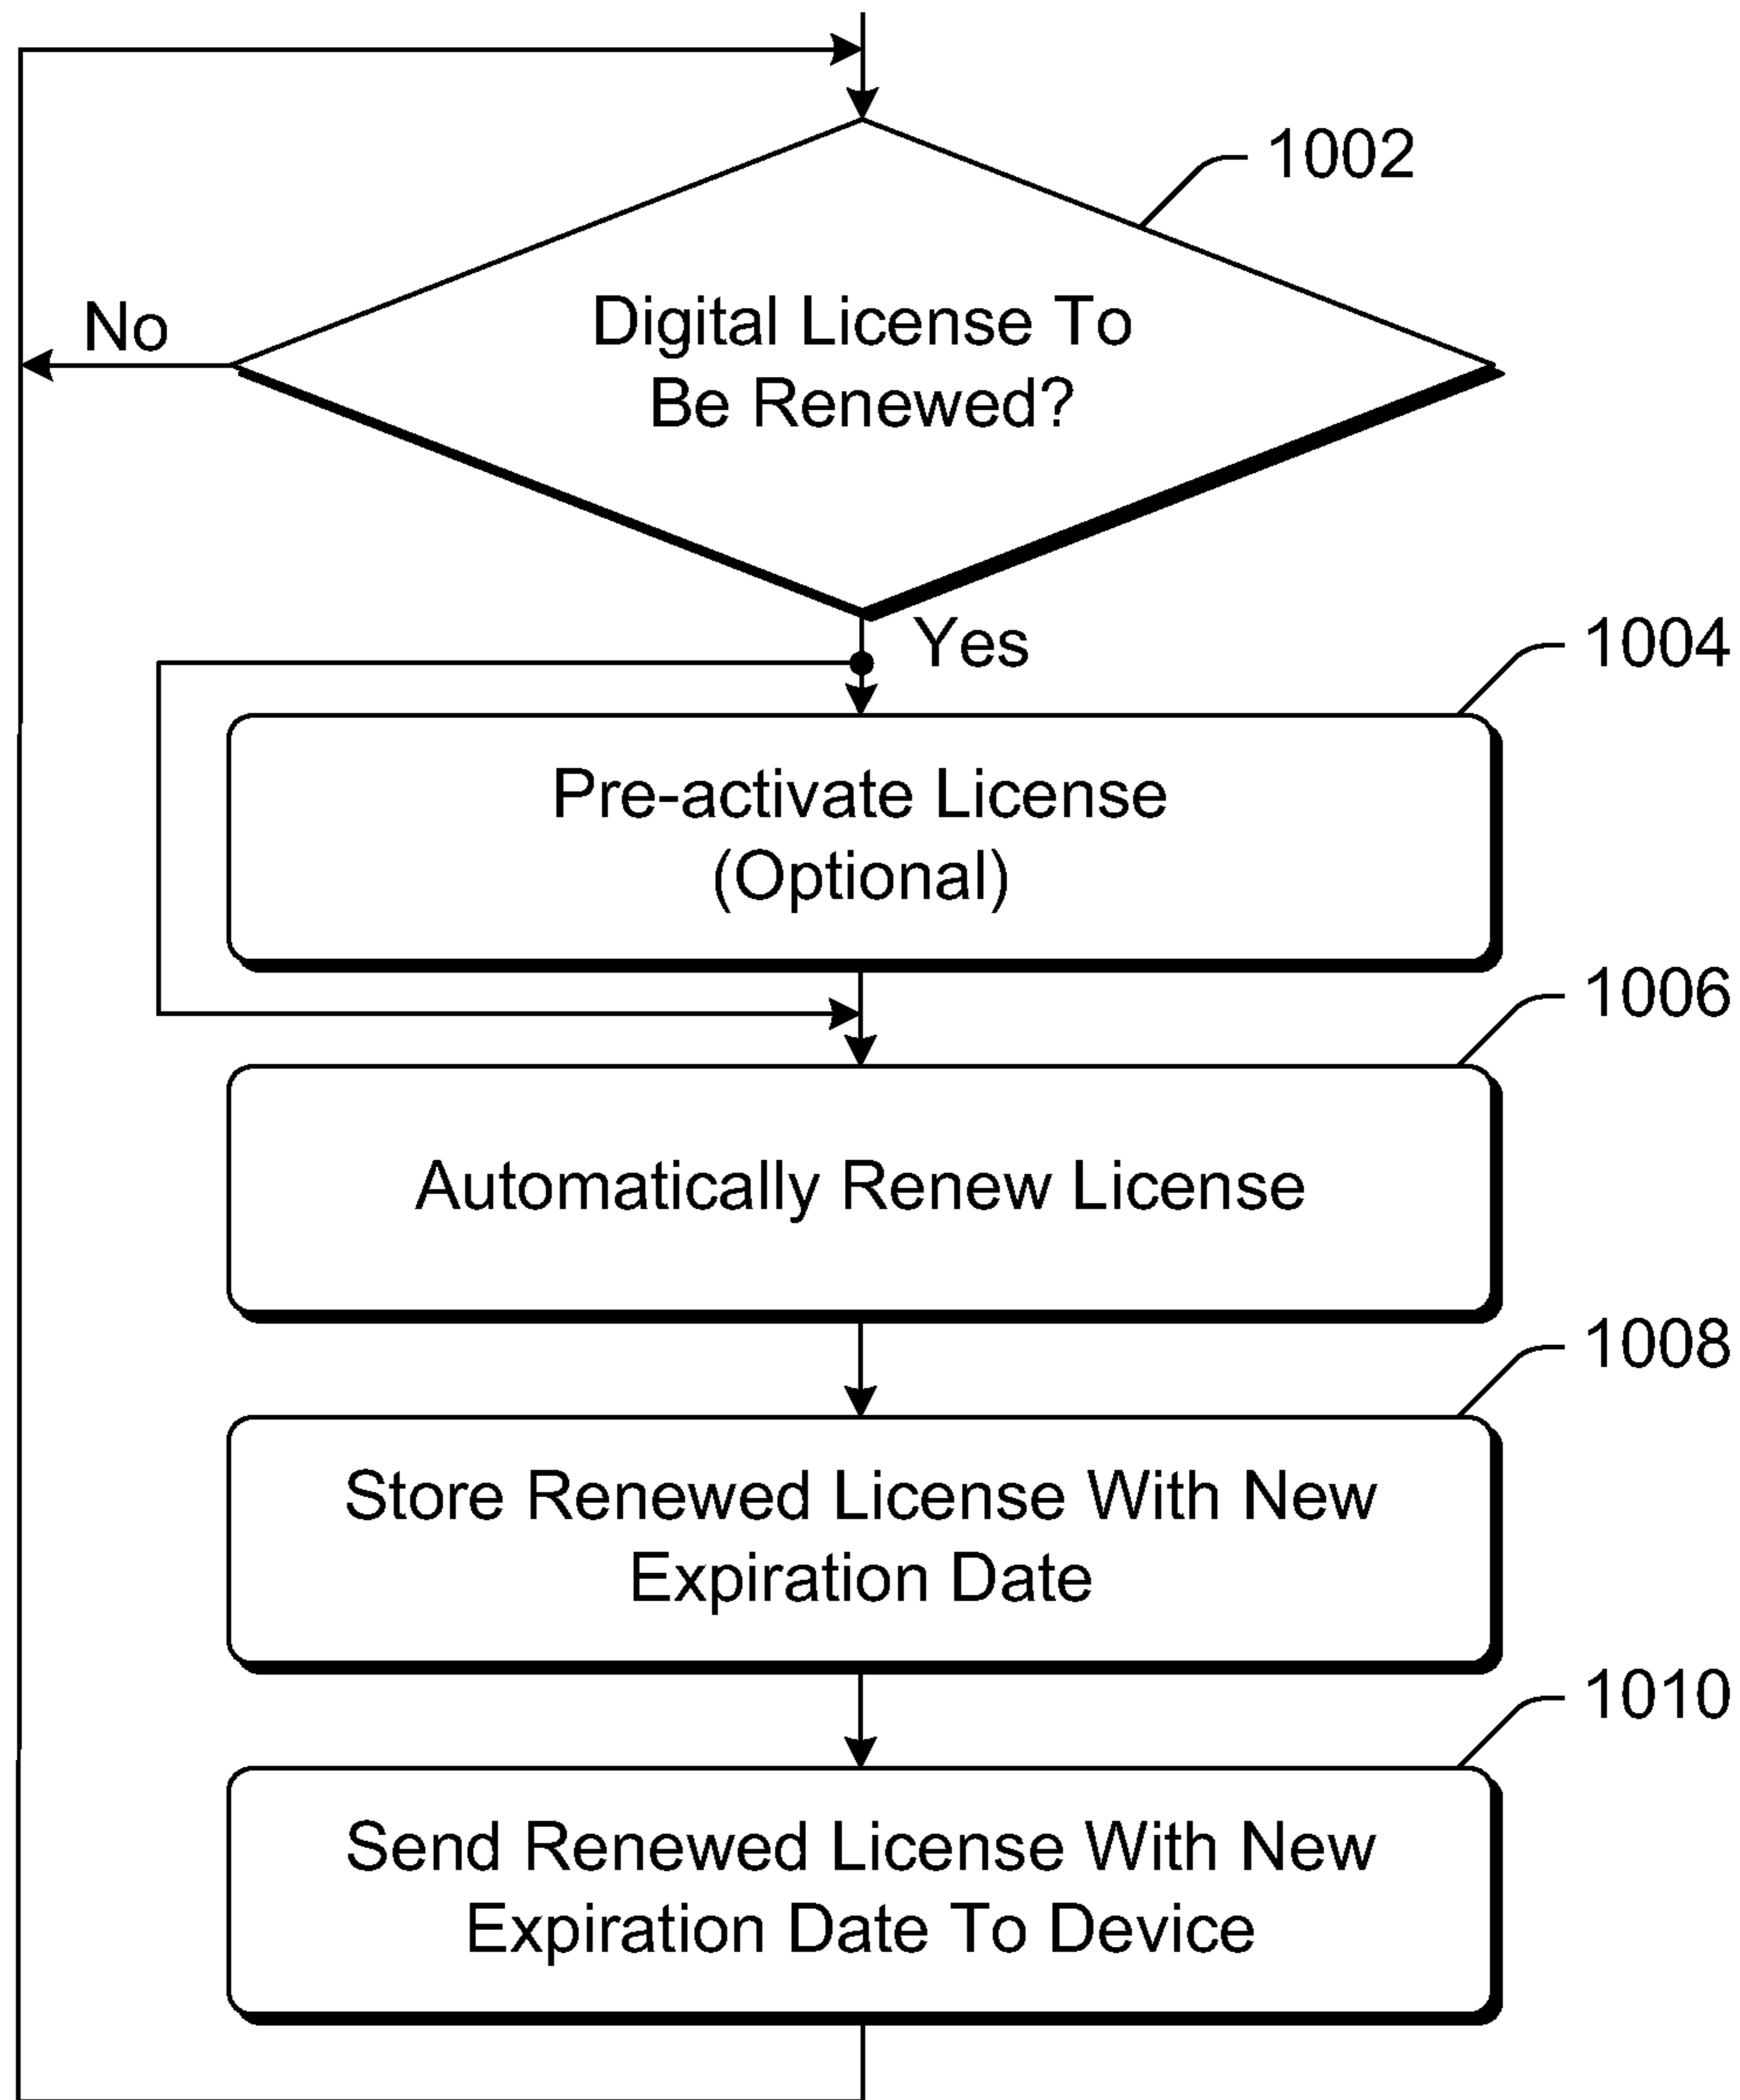 1002
Digital License To
Be Renewed?
No
Yes
1004
Pre-activate License
(Optional)
1006
Automatically Renew License
1008
Store Renewed License With New
Expiration Date
1010
Send Renewed License With New
Expiration Date To Device